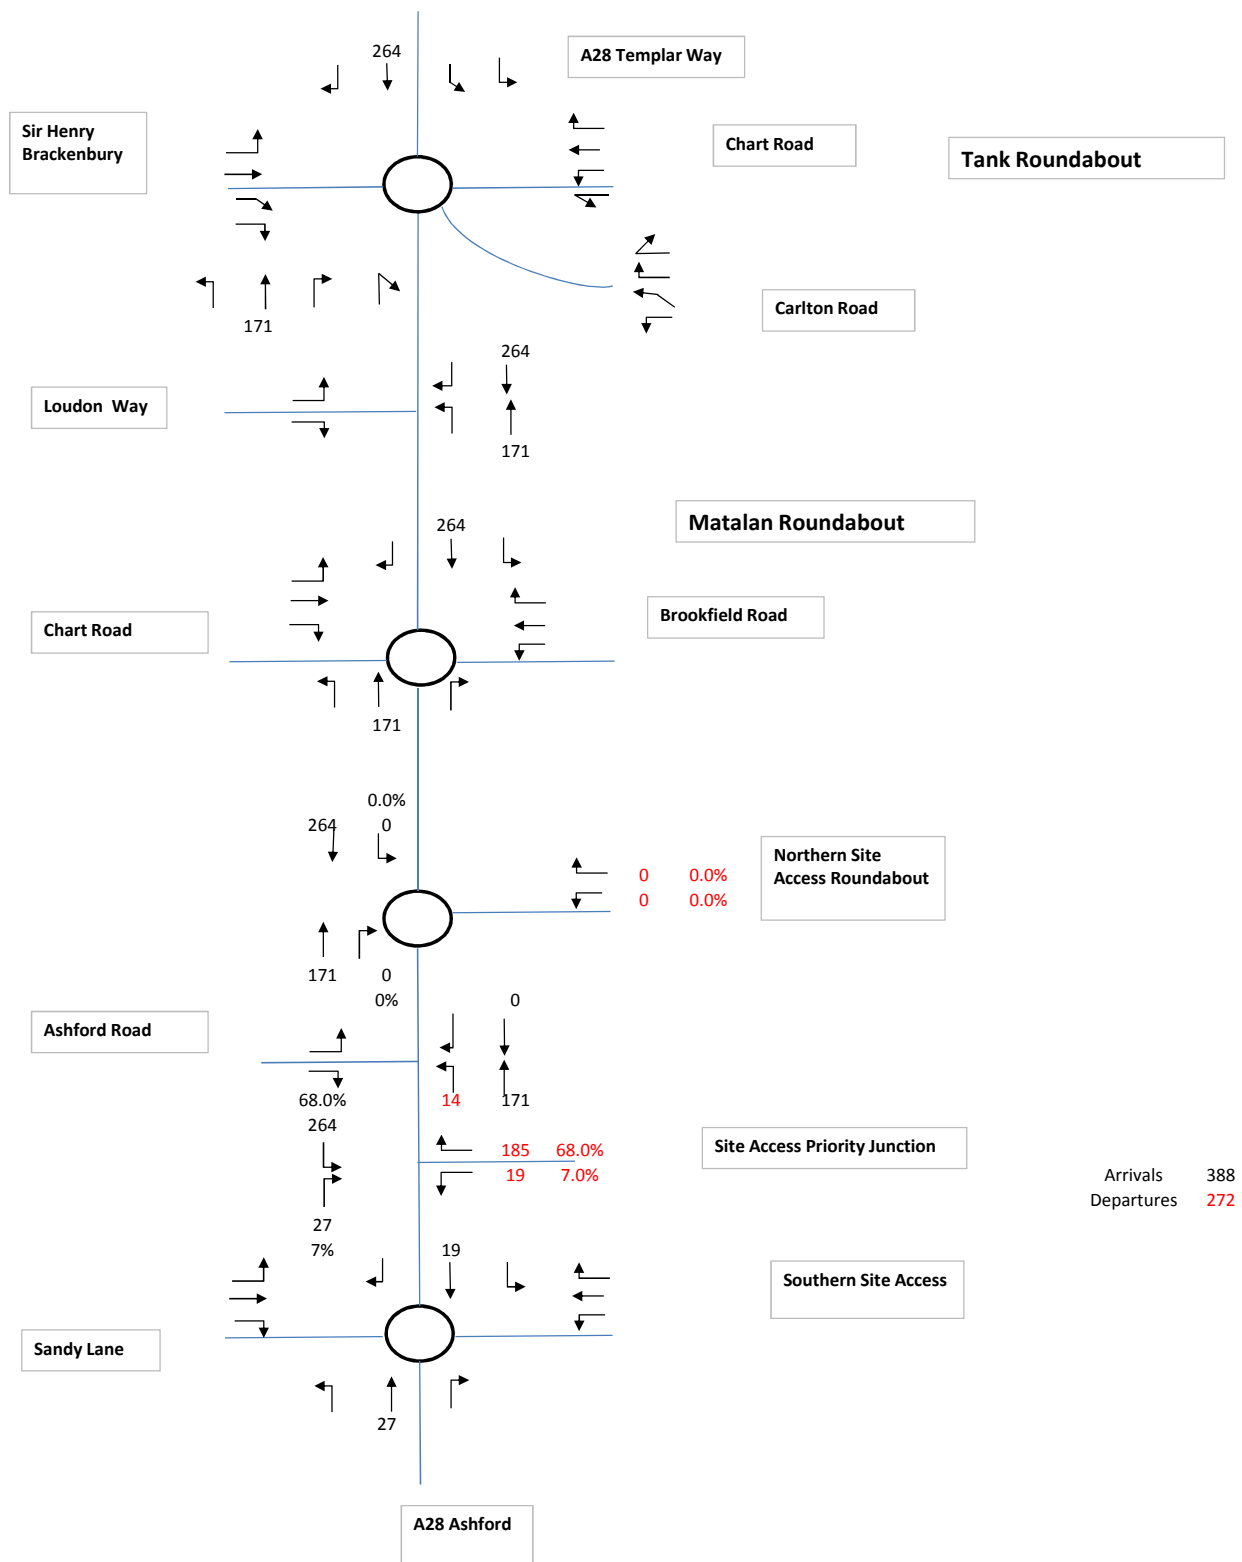 264
A28 Templar Way
Sir Henry
Brackenbury
Chart Road
Tank Roundabout
Carlton Road
171
264
Loudon Way
171
Matalan Roundabout
264
Chart Road
Brookfield Road
171
0.0%
264 0
Northern Site
Access Roundabout
0 0.0%
0 0.0%
171 0
0% 0
Ashford Road
68.0% 14 171
264
Site Access Priority Junction
185 68.0%
19 7.0%
Arrivals 388
Departures 272
27
7% 19
Southern Site Access
Sandy Lane
27
A28 Ashford